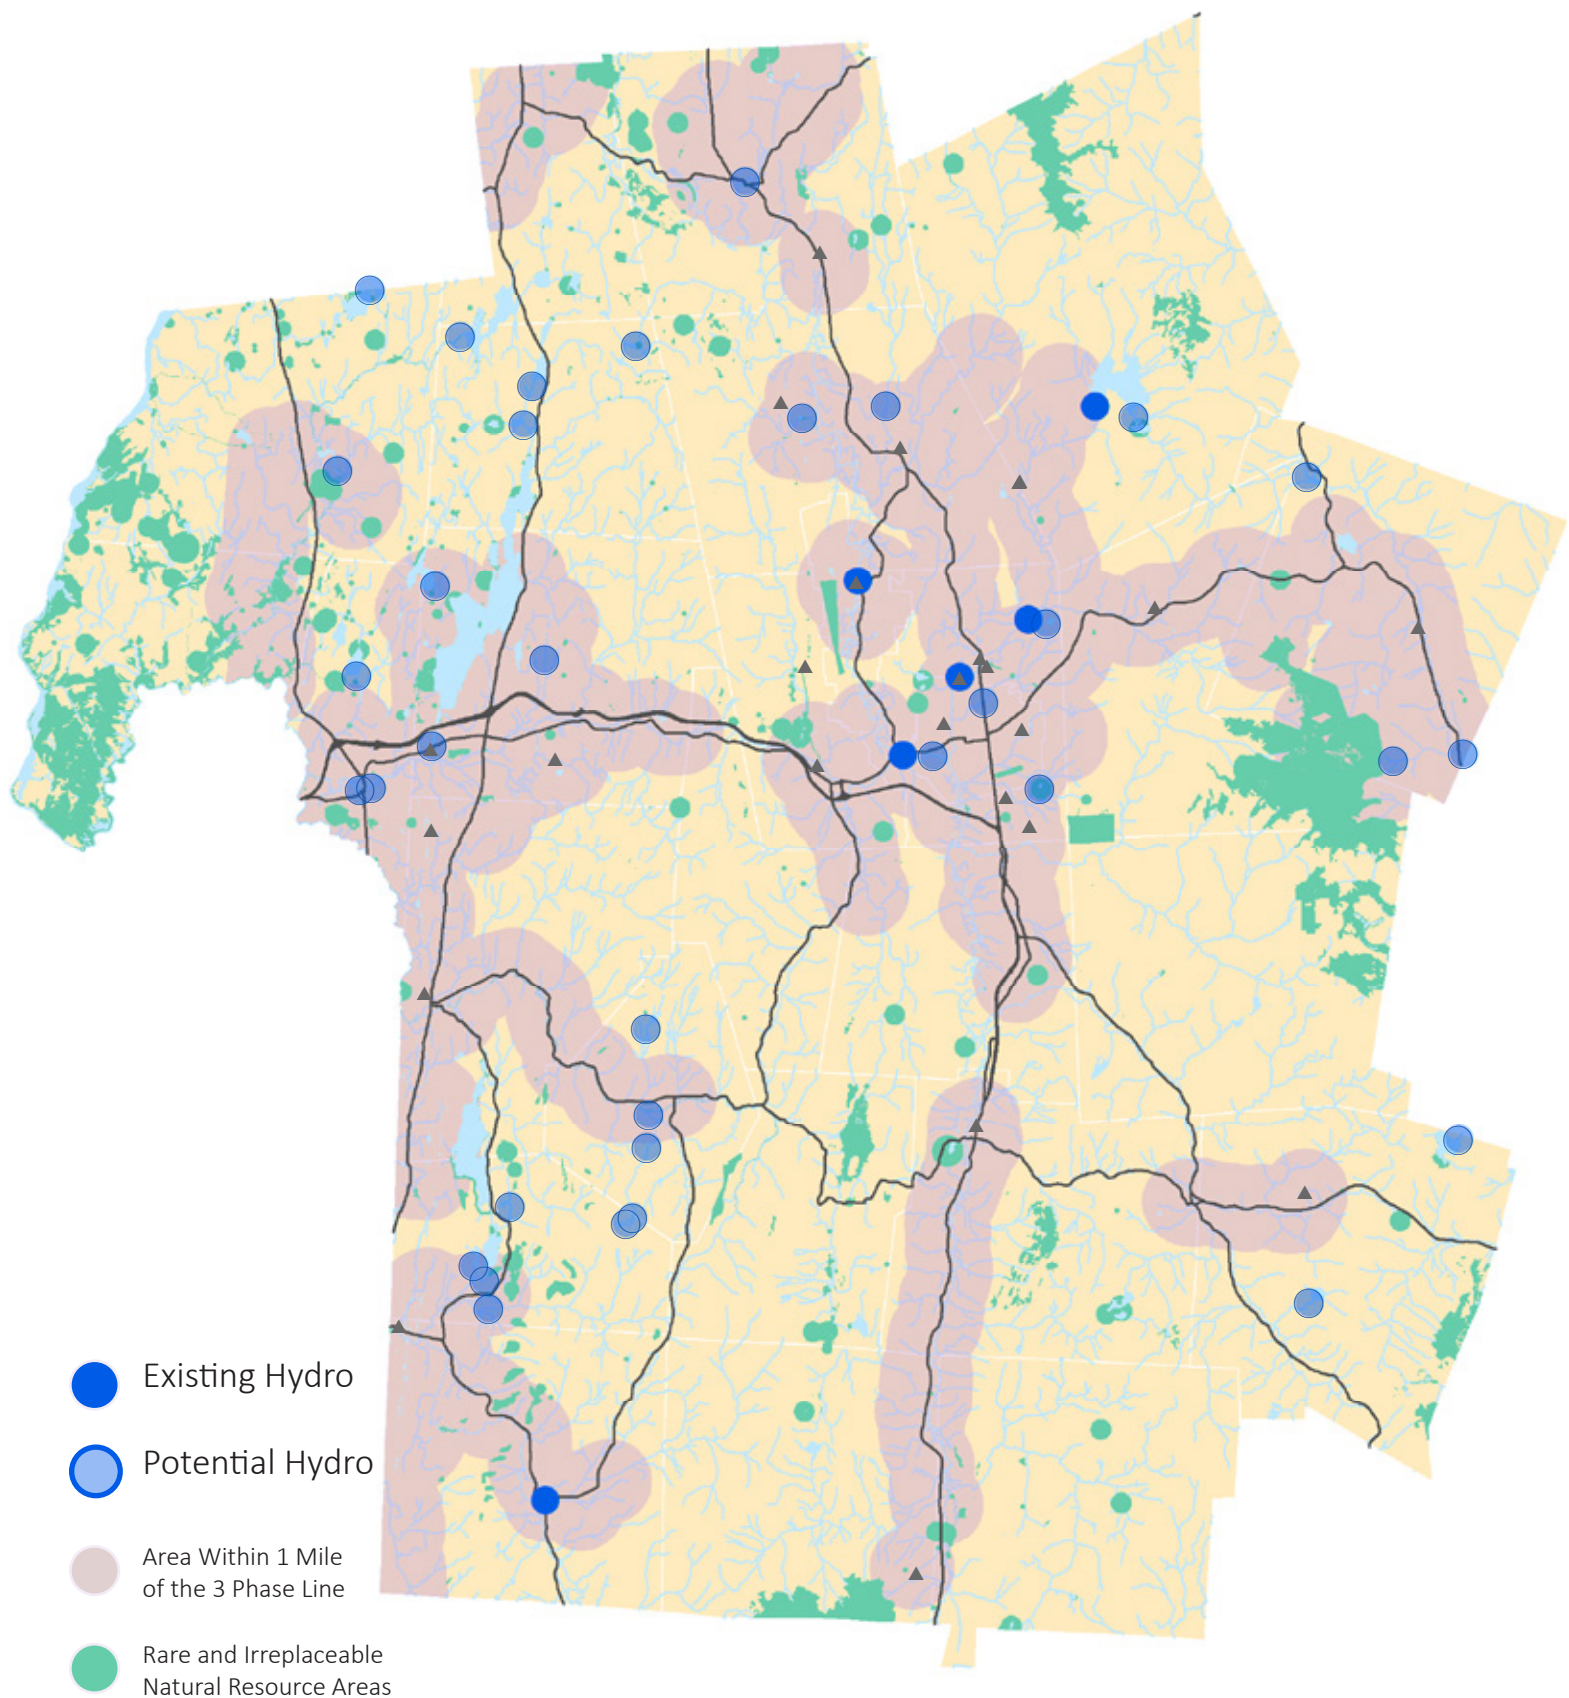 Existing Hydro
Potential Hydro
Area Within 1 Mile
of the 3 Phase Line
Rare and Irreplaceable
Natural Resource Areas